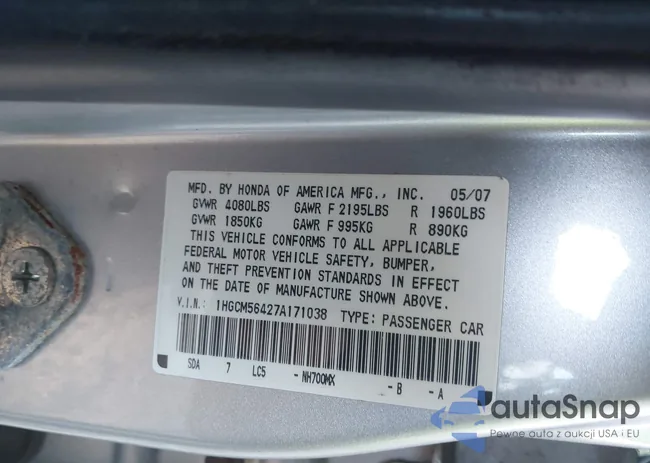 MFD. BY HONDA OF AMERICA MFG., INC. 05/07
GVWR 4080LBS GAWR F 2195LBS R 1960LBS
GVWR 1850KG GAWR F 995KG R 890KG
THIS VEHICLE CONFORMS TO ALL APPLICABLE
FEDERAL MOTOR VEHICLE SAFETY, BUMPER,
AND THEFT PREVENTION STANDARDS IN EFFECT
ON THE DATE OF MANUFACTURE SHOWN ABOVE.
V.I.N.: 1HGCM56427A171038 TYPE: PASSENGER CAR
SDA 7 LC5 -NH700MX -B -A
autaSnap
Pewne auta z aukcji USA i EU